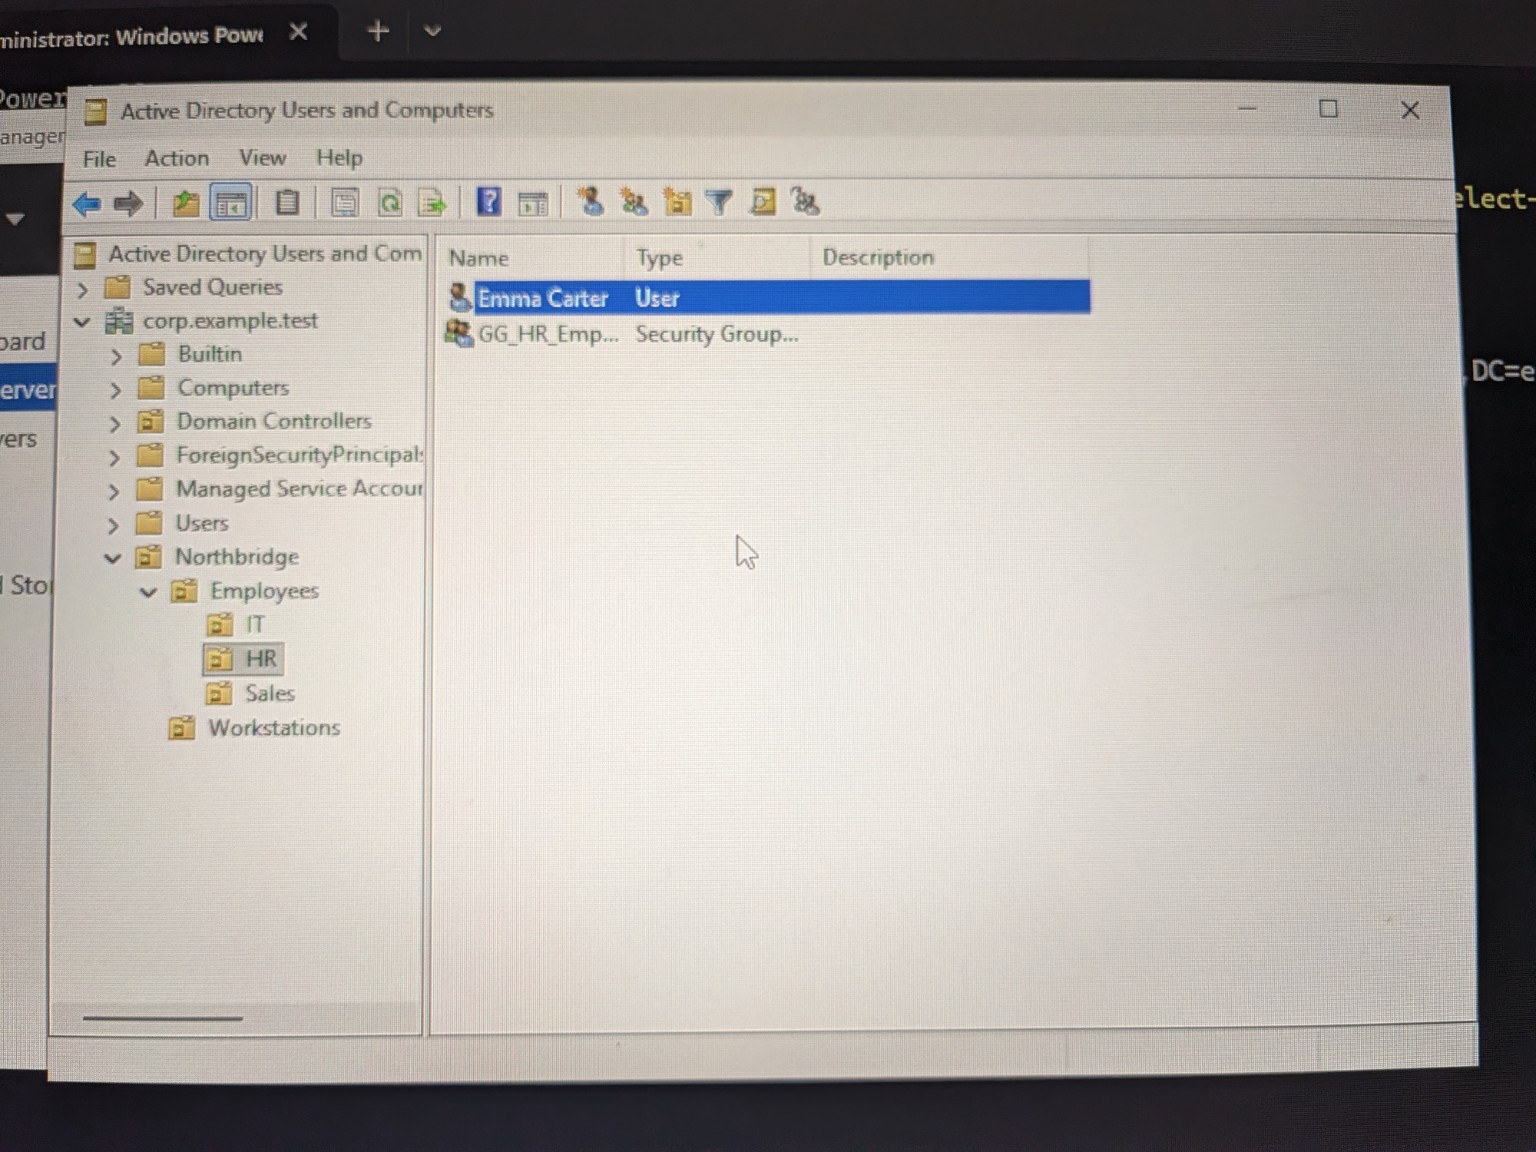 ministrator: Windows Powe
Power
anager
Active Directory Users and Computers
File Action View Help
elect-
Active Directory Users and Com
Name Type Description
Saved Queries
Emma Carter User
corp.example.test
GG_HR_Emp... Security Group...
oard
Builtin
,DC=e
erver
Computers
Domain Controllers
vers
ForeignSecurityPrincipals
Managed Service Accour
Users
Northbridge
l Sto
Employees
IT
HR
Sales
Workstations